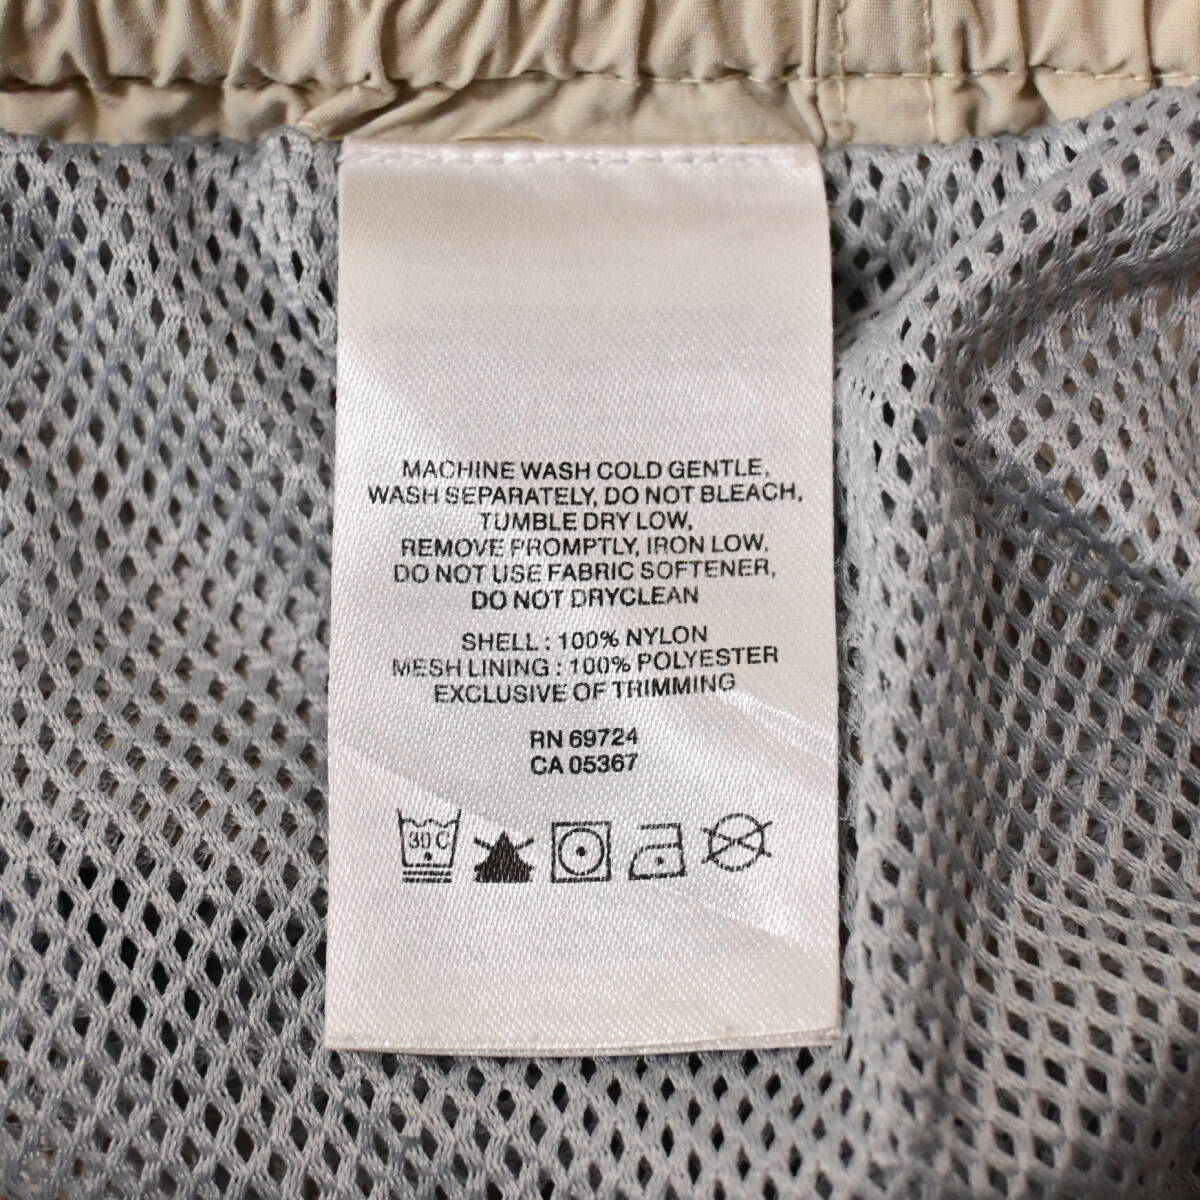 MACHINE WASH COLD GENTLE,
WASH SEPARATELY, DO NOT BLEACH,
TUMBLE DRY LOW,
REMOVE PROMPTLY, IRON LOW,
DO NOT USE FABRIC SOFTENER,
DO NOT DRYCLEAN
SHELL : 100% NYLON
MESH LINING : 100% POLYESTER
EXCLUSIVE OF TRIMMING
RN 69724
CA 05367
30 C